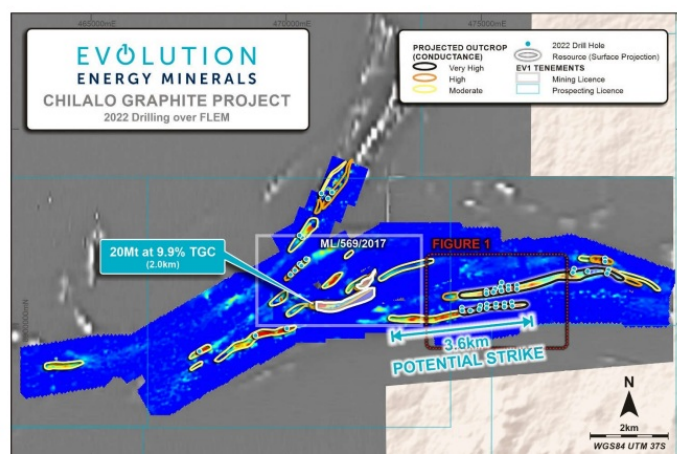 465000mE
470000mE
475000mE
EVOLUTION
ENERGY MINERALS
CHILALO GRAPHITE PROJECT
2022 Drilling over FLEM
PROJECTED OUTCROP
(CONDUCTANCE)
Very High
High
Moderate
2022 Drill Hole
Resource (Surface Projection)
EV1 TENEMENTS
Mining Licence
Prospecting Licence
20Mt at 9.9% TGC
(2.0km)
ML/569/2017
FIGURE 1
3.6km
POTENTIAL STRIKE
N
2km
WGS84 UTM 37S